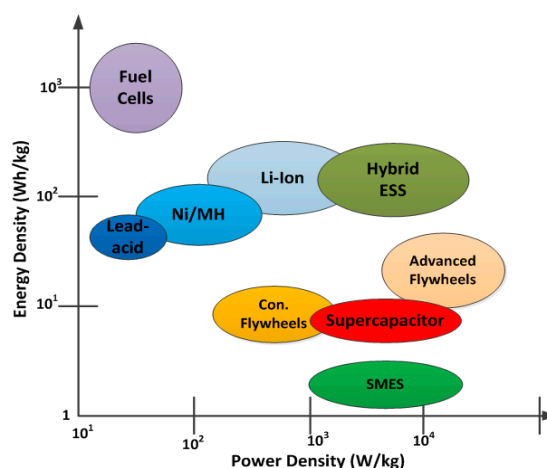 Fuel
Cells
10³
Li-Ion
Hybrid
ESS
10²
Ni/MH
Lead-
acid
Energy Density (Wh/kg)
Advanced
Flywheels
10¹
Con.
Flywheels
Supercapacitor
SMES
1
10¹
10²
10³
10⁴
Power Density (W/kg)